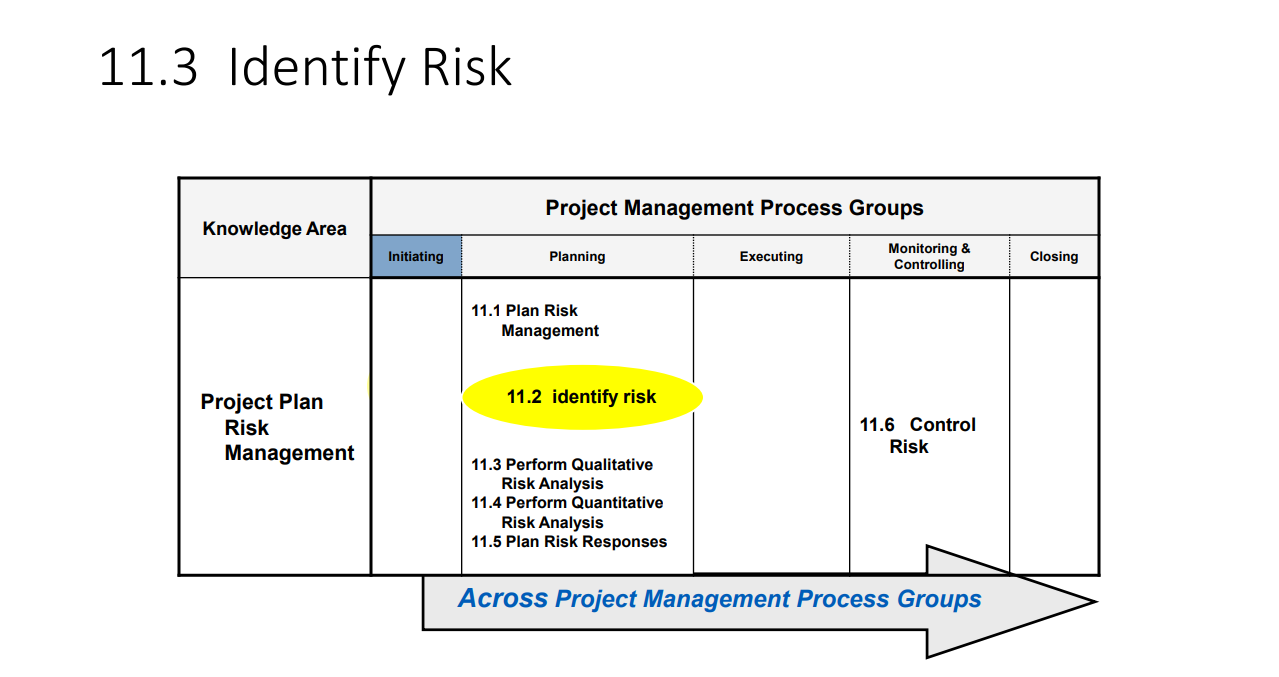 11.3 Identify Risk
Knowledge Area
Project Management Process Groups
Initiating
Planning
Executing
Monitoring &
Controlling
Closing
Project Plan
Risk
Management
11.1 Plan Risk
Management
11.2 identify risk
11.3 Perform Qualitative
Risk Analysis
11.4 Perform Quantitative
Risk Analysis
11.5 Plan Risk Responses
11.6 Control
Risk
Across Project Management Process Groups